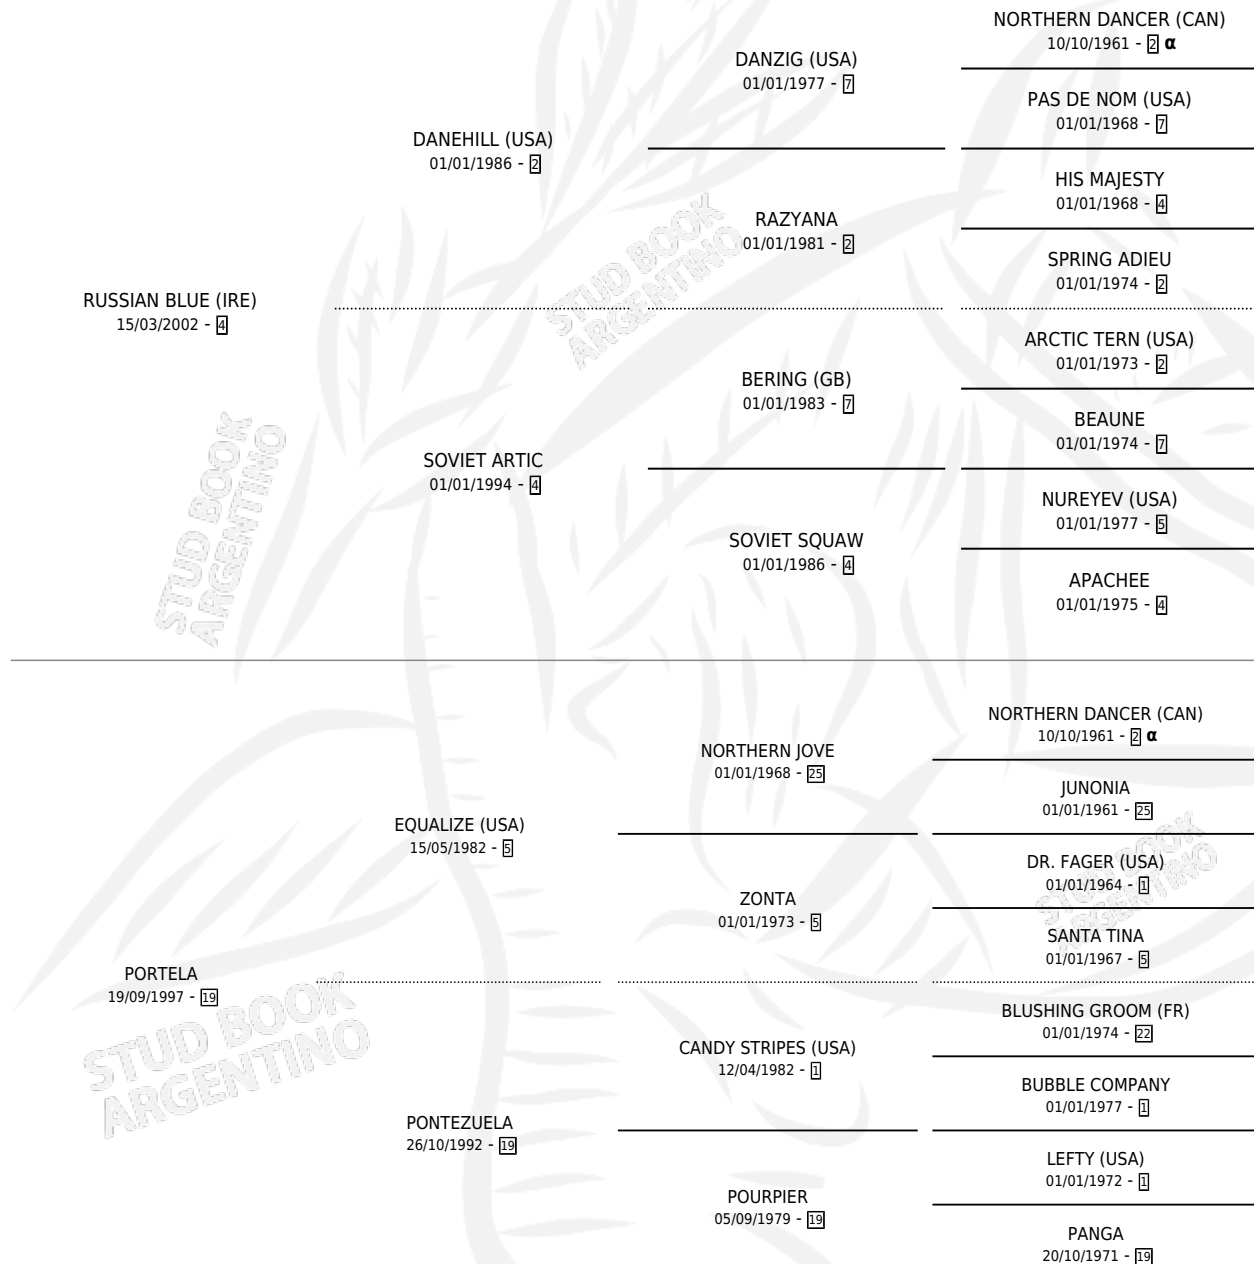 NORTHERN DANCER (CAN)
10/10/1961 - 2 α
DANZIG (USA)
01/01/1977 - 7
PAS DE NOM (USA)
01/01/1968 - 7
DANEHILL (USA)
01/01/1986 - 2
HIS MAJESTY
01/01/1968 - 4
RAZYANA
01/01/1981 - 2
SPRING ADIEU
01/01/1974 - 2
RUSSIAN BLUE (IRE)
15/03/2002 - 4
ARCTIC TERN (USA)
01/01/1973 - 2
BERING (GB)
01/01/1983 - 7
BEAUNE
01/01/1974 - 7
SOVIET ARTIC
01/01/1994 - 4
NUREYEV (USA)
01/01/1977 - 5
SOVIET SQUAW
01/01/1986 - 4
APACHEE
01/01/1975 - 4
NORTHERN DANCER (CAN)
10/10/1961 - 2 α
NORTHERN JOVE
01/01/1968 - 25
JUNONIA
01/01/1961 - 25
EQUALIZE (USA)
15/05/1982 - 5
DR. FAGER (USA)
01/01/1964 - 1
ZONTA
01/01/1973 - 5
SANTA TINA
01/01/1967 - 5
PORTELA
19/09/1997 - 19
BLUSHING GROOM (FR)
01/01/1974 - 22
CANDY STRIPES (USA)
12/04/1982 - 1
BUBBLE COMPANY
01/01/1977 - 1
PONTEZUELA
26/10/1992 - 19
LEFTY (USA)
01/01/1972 - 1
POURPIER
05/09/1979 - 19
PANGA
20/10/1971 - 19
STUD BOOK
ARGENTINO
STUD BOOK
ARGENTINO
STUD BOOK
ARGENTINO
STUD BOOK
ARGENTINO